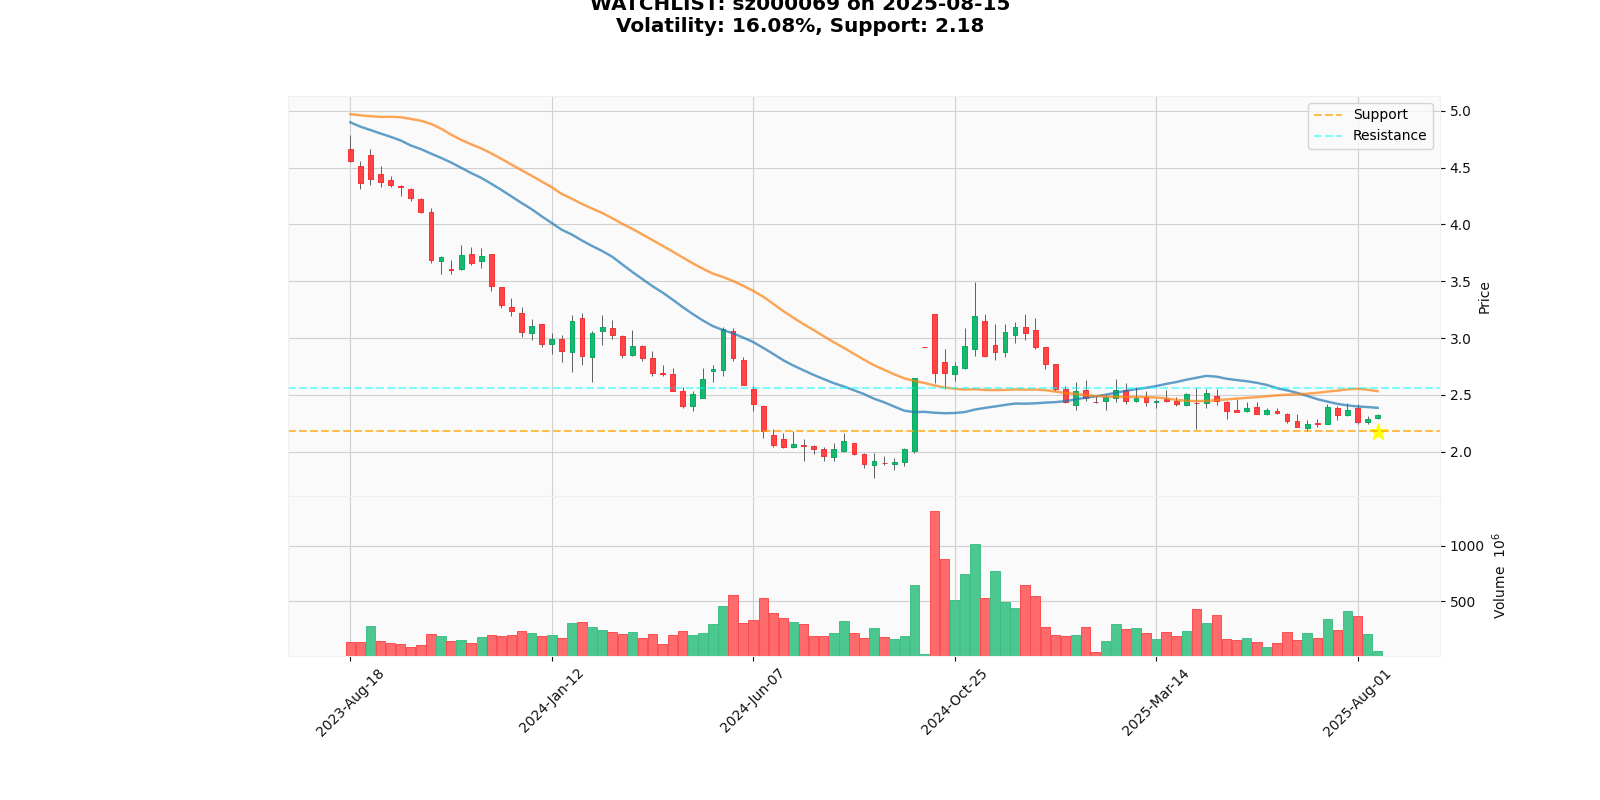 WATCHLIST: sz000069 on 2025-08-15
Volatility: 16.08%, Support: 2.18
Support
Resistance
5.0
4.5
4.0
3.5
3.0
2.5
2.0
Price
1000
500
Volume 10⁶
2023-Aug-18
2024-Jan-12
2024-Jun-07
2024-Oct-25
2025-Mar-14
2025-Aug-01